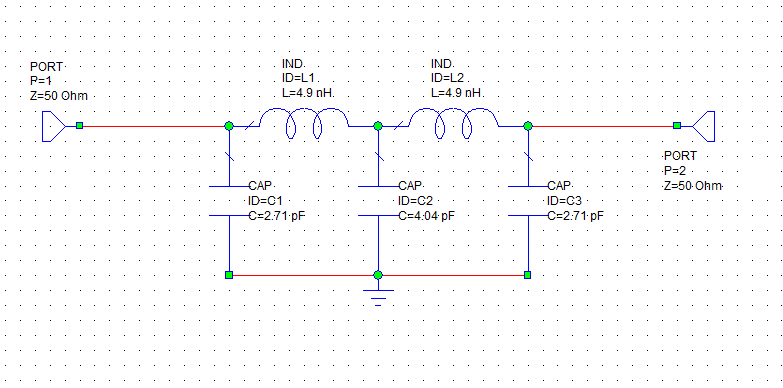 PORT
P=1
Z=50 Ohm
IND
ID=L1
L=4.9 nH
IND
ID=L2
L=4.9 nH
CAP
ID=C1
C=2.71 pF
CAP
ID=C2
C=4.04 pF
CAP
ID=C3
C=2.71 pF
PORT
P=2
Z=50 Ohm